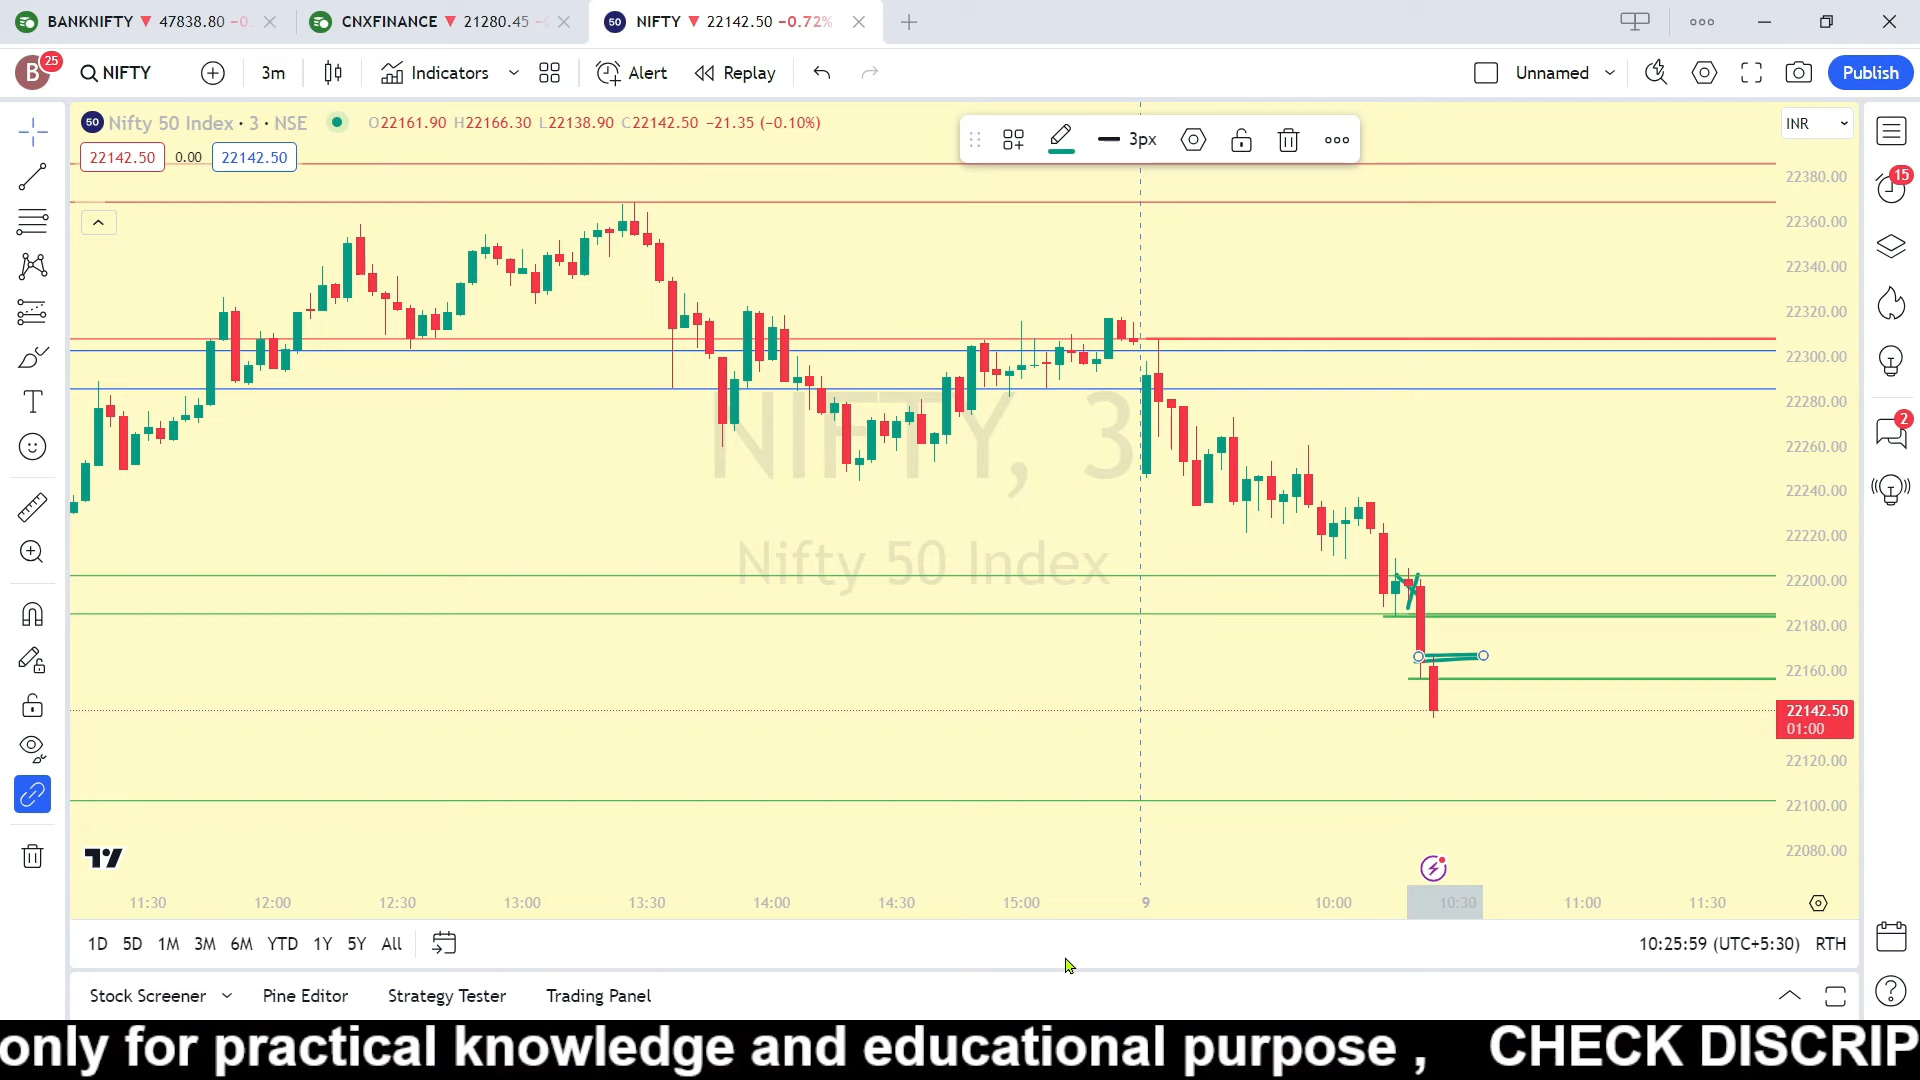 BANKNIFTY ▼ 47838.80 −0.
CNXFINANCE ▼ 21280.45 −
50 NIFTY ▼ 22142.50 −0.72%
B 25 NIFTY 3m Indicators Alert Replay Unnamed Publish
50 Nifty 50 Index · 3 · NSE O22161.90 H22166.30 L22138.90 C22142.50 −21.35 (−0.10%)
22142.50 0.00 22142.50
3px
INR
22380.00
22360.00
22340.00
22320.00
22300.00
22280.00
22260.00
22240.00
22220.00
22200.00
22180.00
22160.00
22142.50
01:00
22120.00
22100.00
22080.00
NIFTY, 3
Nifty 50 Index
15
2
11:30 12:00 12:30 13:00 13:30 14:00 14:30 15:00 9 10:00 10:30 11:00 11:30
1D 5D 1M 3M 6M YTD 1Y 5Y All 10:25:59 (UTC+5:30) RTH
Stock Screener Pine Editor Strategy Tester Trading Panel
only for practical knowledge and educational purpose , CHECK DISCRIP